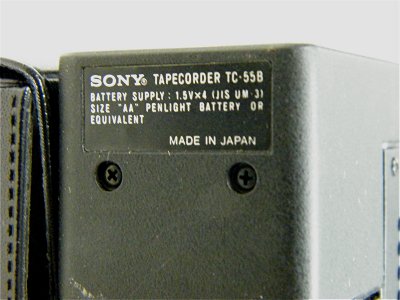 SONY® TAPECORDER TC-55B
BATTERY SUPPLY : 1.5V×4 (JIS UM-3)
SIZE "AA" PENLIGHT BATTERY OR
EQUIVALENT
MADE IN JAPAN